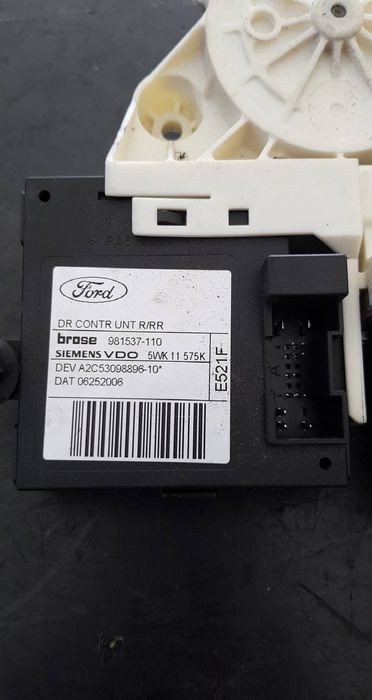 Ford
DR CONTR UNT R/RR
brose 981537-110
SIEMENS VDO 5WK 11 575K
DEV A2C53098896-10*
DAT 06252006
E521F
A